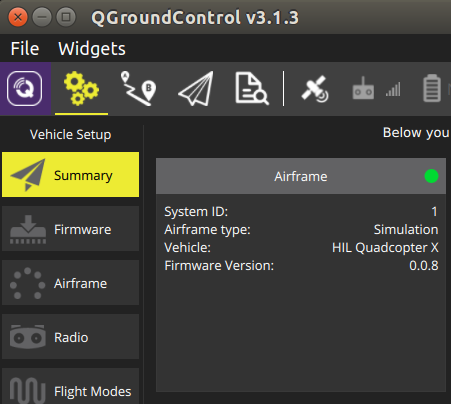 QGroundControl v3.1.3
File Widgets
Vehicle Setup
Below you
Summary
Airframe
System ID: 1
Airframe type: Simulation
Vehicle: HIL Quadcopter X
Firmware Version: 0.0.8
Firmware
Airframe
Radio
Flight Modes